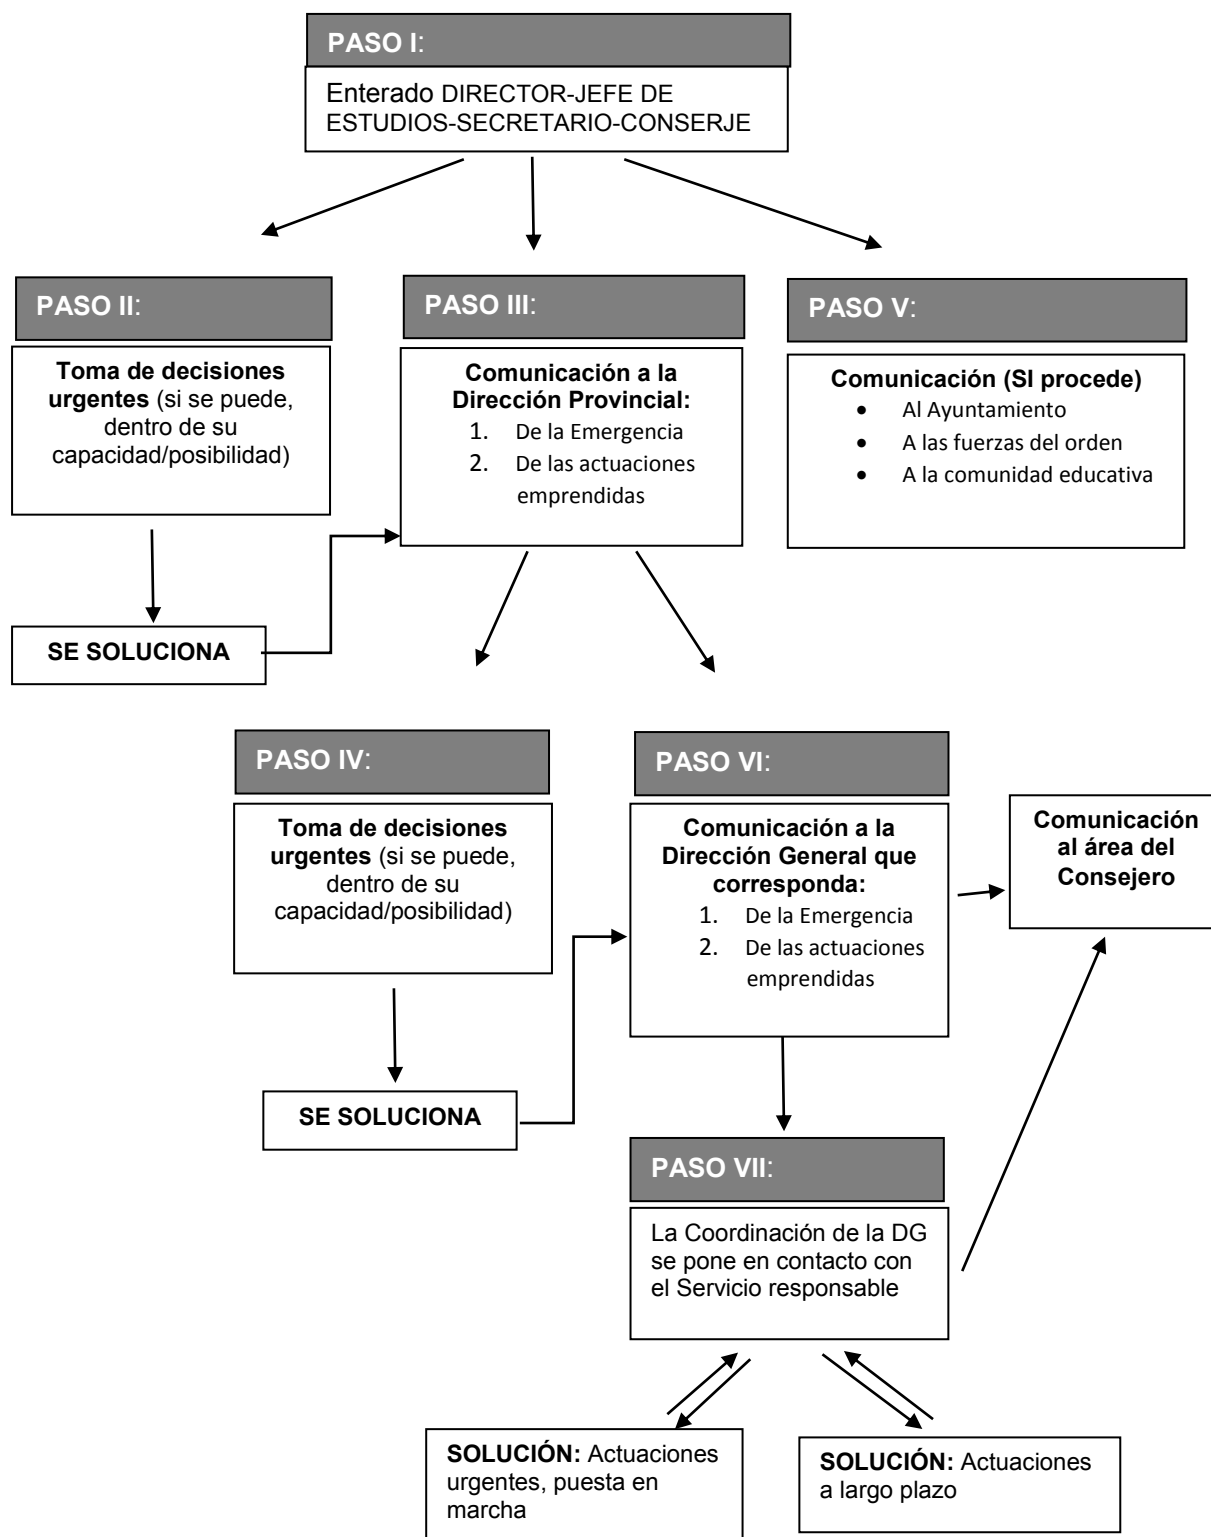 PASO I:
Enterado DIRECTOR-JEFE DE
ESTUDIOS-SECRETARIO-CONSERJE
PASO II:
Toma de decisiones
urgentes (si se puede,
dentro de su
capacidad/posibilidad)
SE SOLUCIONA
PASO III:
Comunicación a la
Dirección Provincial:
1. De la Emergencia
2. De las actuaciones
emprendidas
PASO V:
Comunicación (SI procede)
• Al Ayuntamiento
• A las fuerzas del orden
• A la comunidad educativa
PASO IV:
Toma de decisiones
urgentes (si se puede,
dentro de su
capacidad/posibilidad)
SE SOLUCIONA
PASO VI:
Comunicación a la
Dirección General que
corresponda:
1. De la Emergencia
2. De las actuaciones
emprendidas
Comunicación
al área del
Consejero
PASO VII:
La Coordinación de la DG
se pone en contacto con
el Servicio responsable
SOLUCIÓN: Actuaciones
urgentes, puesta en
marcha
SOLUCIÓN: Actuaciones
a largo plazo